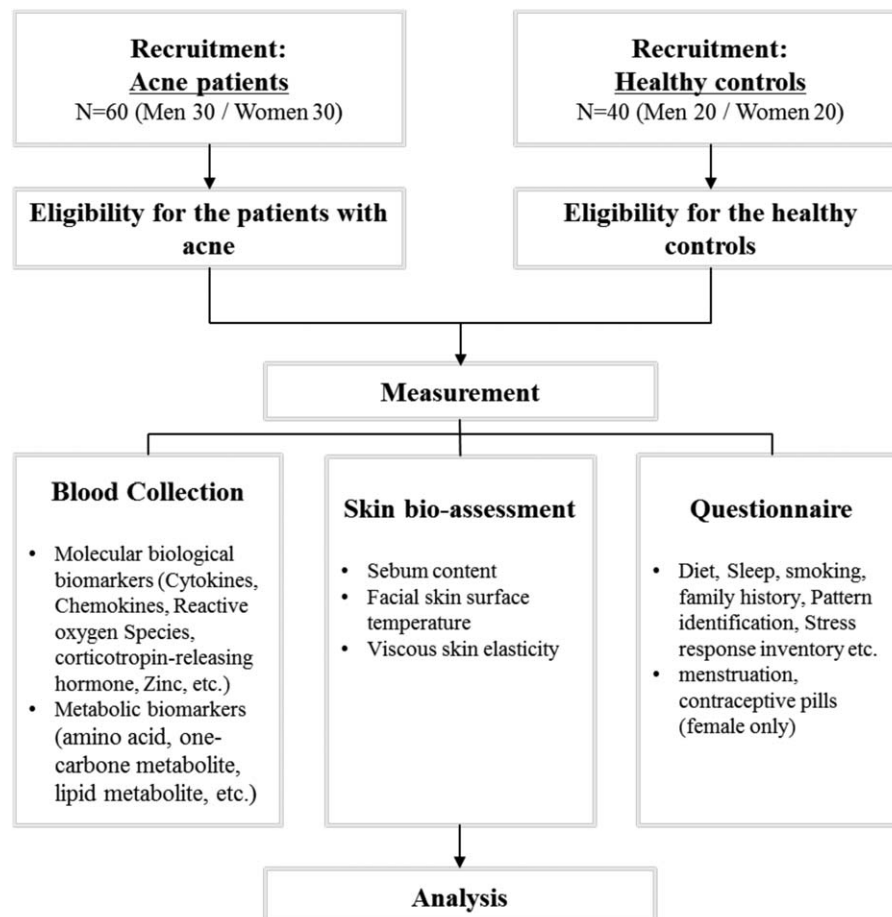 Recruitment:
Acne patients
N=60 (Men 30 / Women 30)
Recruitment:
Healthy controls
N=40 (Men 20 / Women 20)
Eligibility for the patients with
acne
Eligibility for the healthy
controls
Measurement
Blood Collection
• Molecular biological
biomarkers (Cytokines,
Chemokines, Reactive
oxygen Species,
corticotropin-releasing
hormone, Zinc, etc.)
• Metabolic biomarkers
(amino acid, one-
carbone metabolite,
lipid metabolite, etc.)
Skin bio-assessment
• Sebum content
• Facial skin surface
temperature
• Viscous skin elasticity
Questionnaire
• Diet, Sleep, smoking,
family history, Pattern
identification, Stress
response inventory etc.
• menstruation,
contraceptive pills
(female only)
Analysis